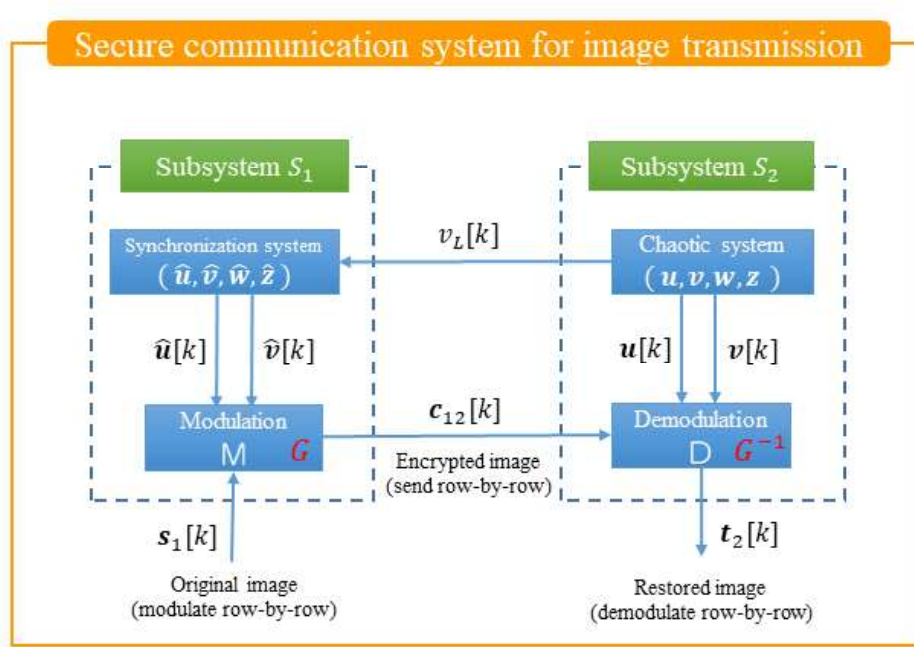 Secure communication system for image transmission
Subsystem S₁
Subsystem S₂
Synchronization system
( û, v̂, ŵ, ẑ )
v_L[k]
Chaotic system
( u, v, w, z )
û[k]
v̂[k]
u[k]
v[k]
Modulation
M G
c₁₂[k]
Demodulation
D G⁻¹
Encrypted image
(send row-by-row)
s₁[k]
t₂[k]
Original image
(modulate row-by-row)
Restored image
(demodulate row-by-row)